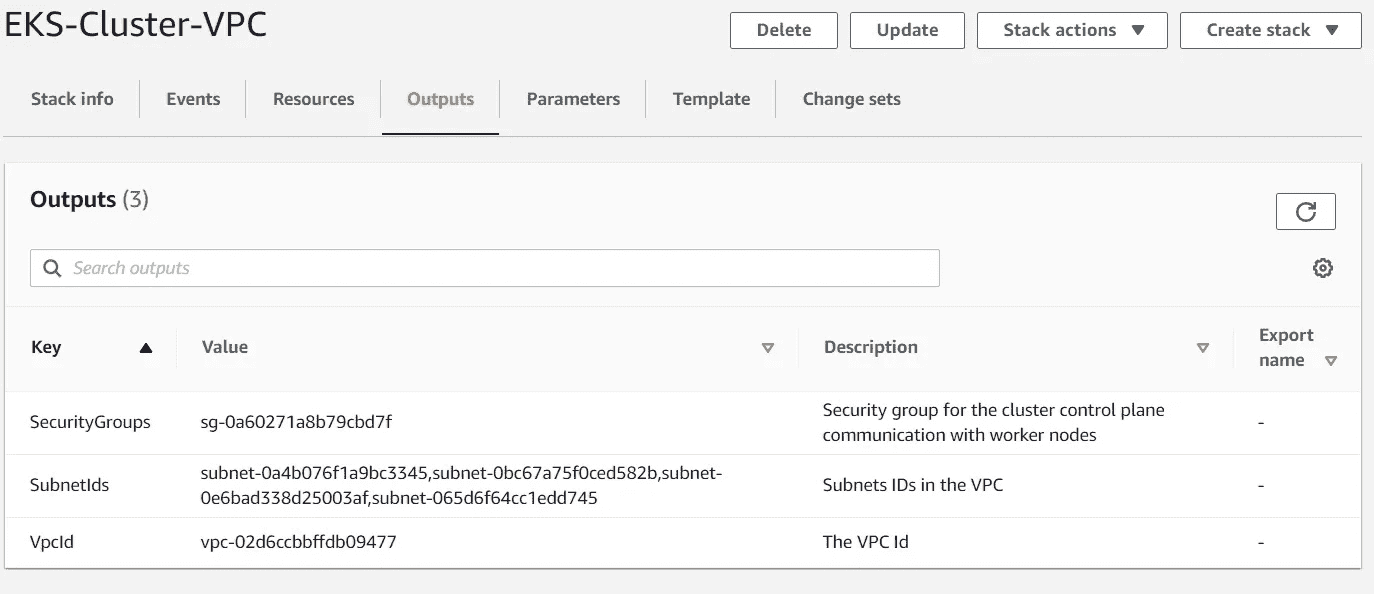 EKS-Cluster-VPC
Delete
Update
Stack actions
Create stack
Stack info
Events
Resources
Outputs
Parameters
Template
Change sets
Outputs (3)
Search outputs
Key
Value
Description
Export
name
SecurityGroups
sg-0a60271a8b79cbd7f
Security group for the cluster control plane
communication with worker nodes
-
SubnetIds
subnet-0a4b076f1a9bc3345,subnet-0bc67a75f0ced582b,subnet-
0e6bad338d25003af,subnet-065d6f64cc1edd745
Subnets IDs in the VPC
-
VpcId
vpc-02d6ccbbffdb09477
The VPC Id
-